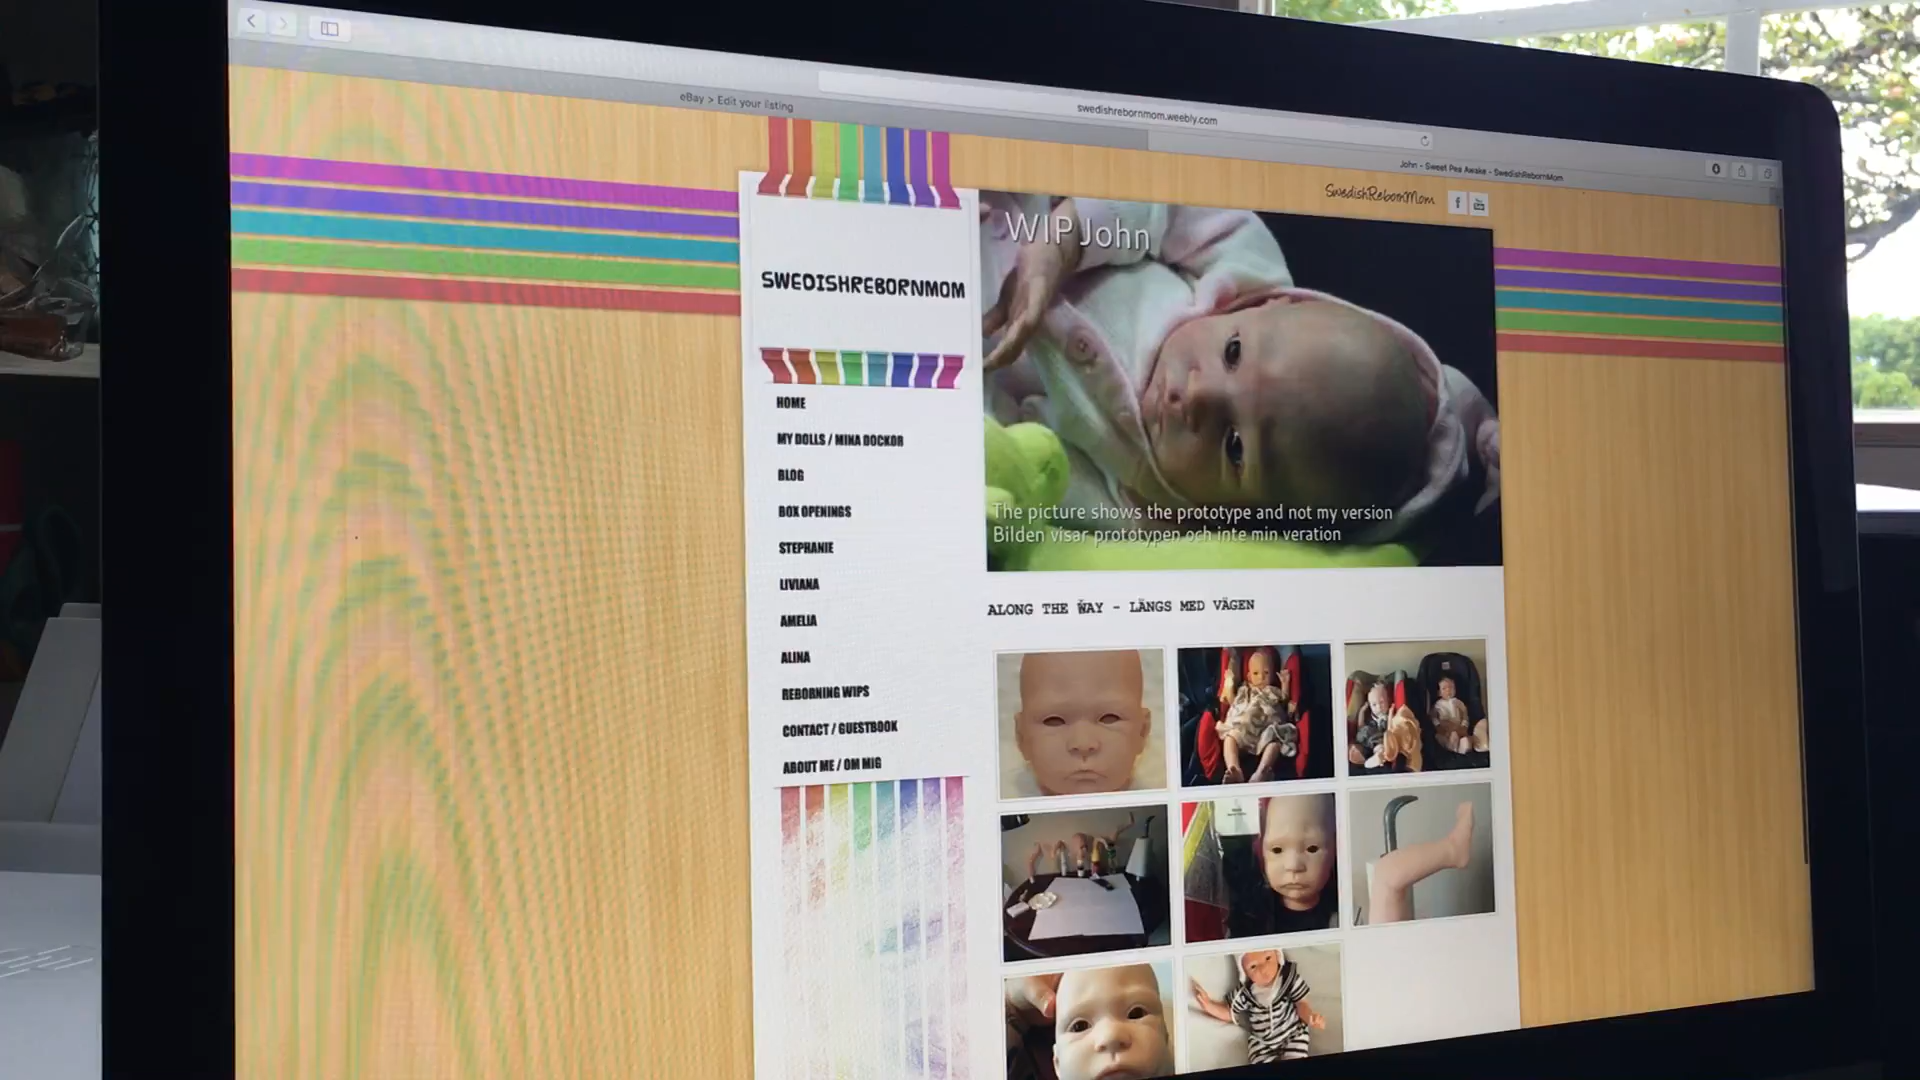 eBay > Edit your listing
swedishrebornmom.weebly.com
John - Sweet Pea Awake - SwedishRebornMom
SwedishRebornMom
SWEDISHREBORNMOM
WIP John
The picture shows the prototype and not my version
Bilden visar prototypen och inte min veration
HOME
MY DOLLS / MINA DOCKOR
BLOG
BOX OPENINGS
STEPHANIE
LIVIANA
AMELIA
ALINA
REBORNING WIPS
CONTACT / GUESTBOOK
ABOUT ME / OM MIG
ALONG THE WAY - LÄNGS MED VÄGEN